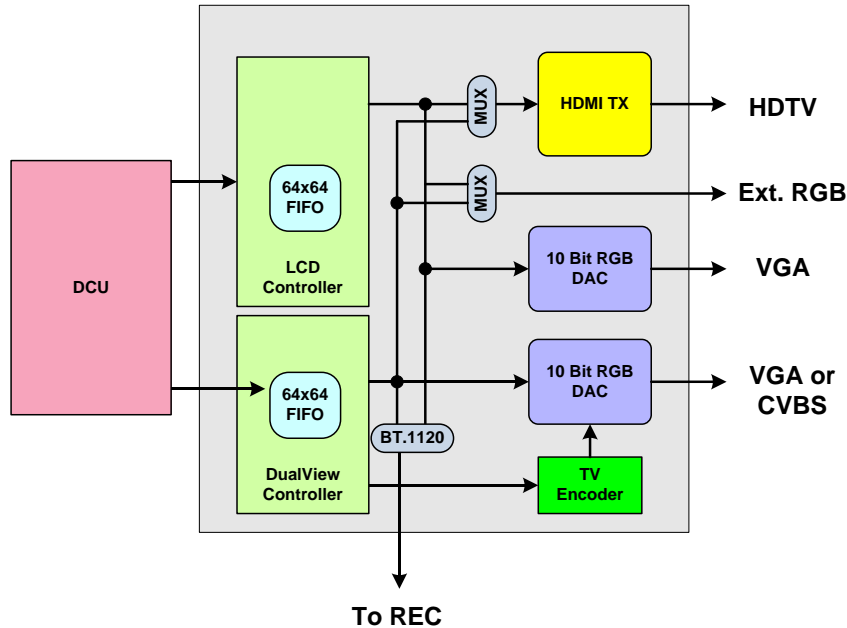 DCU
64x64
FIFO
LCD
Controller
64x64
FIFO
DualView
Controller
MUX
MUX
BT.1120
HDMI TX
10 Bit RGB
DAC
10 Bit RGB
DAC
TV
Encoder
HDTV
Ext. RGB
VGA
VGA or
CVBS
To REC